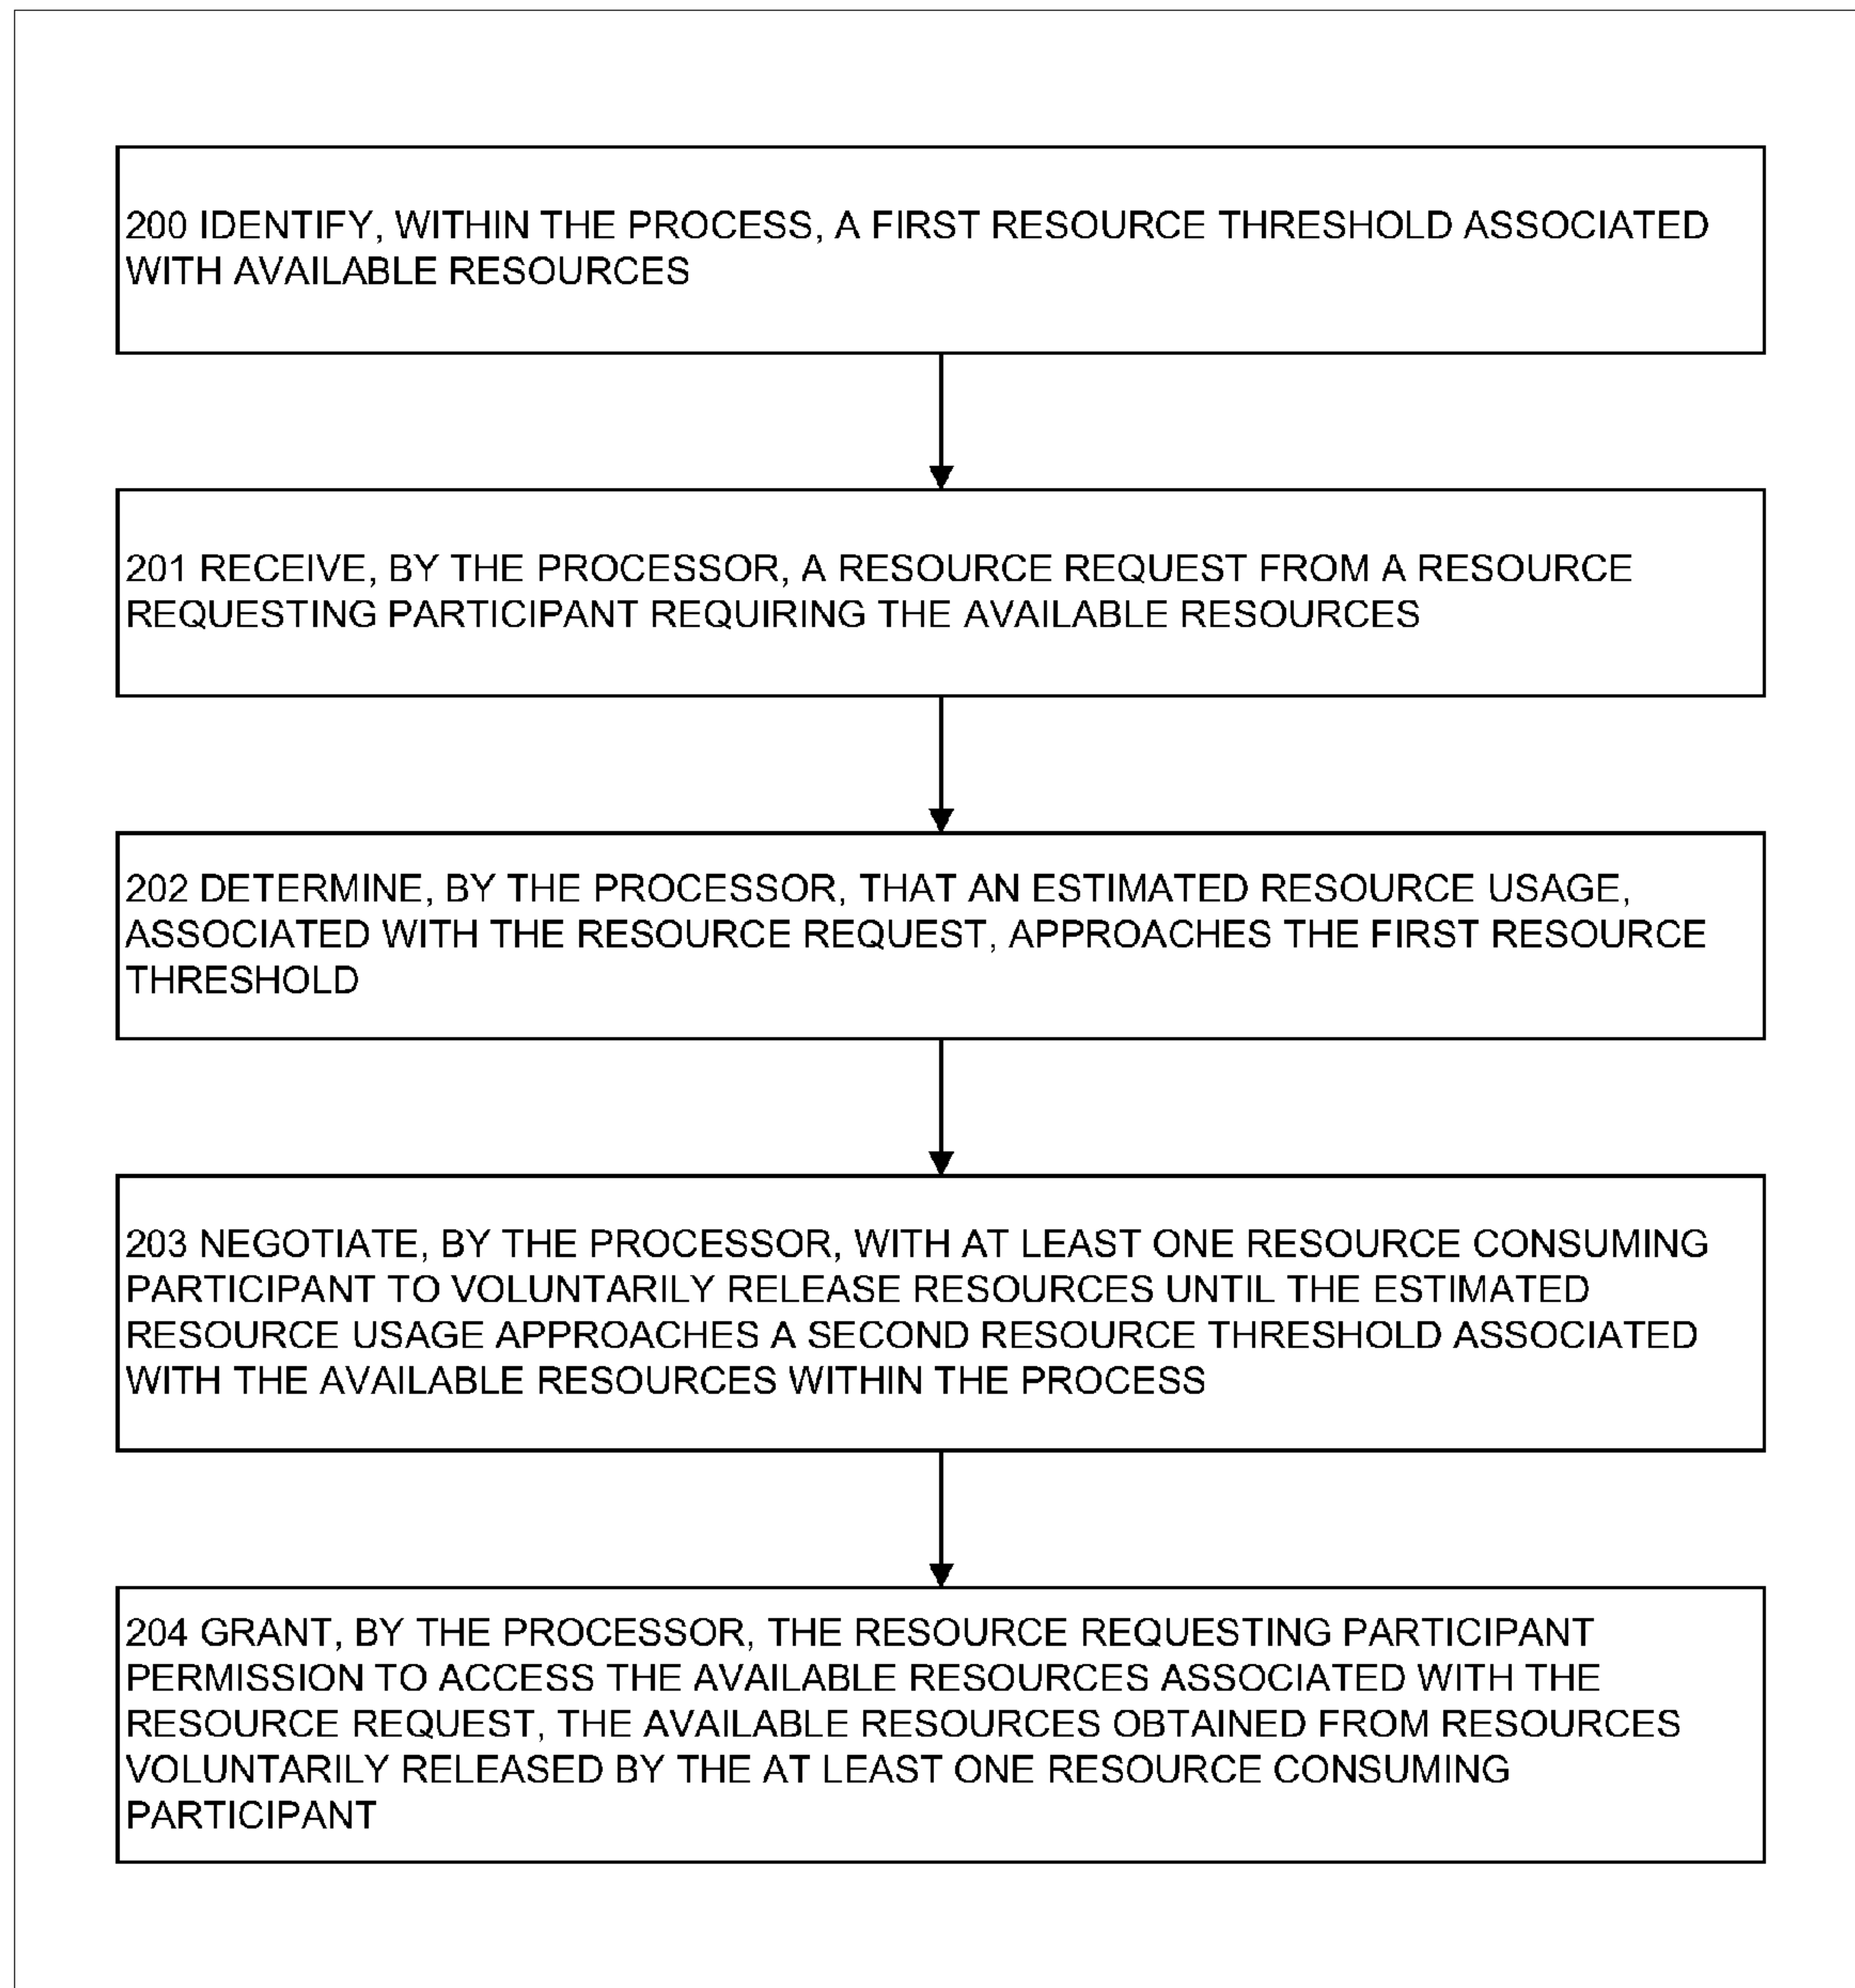 200 IDENTIFY, WITHIN THE PROCESS, A FIRST RESOURCE THRESHOLD ASSOCIATED
WITH AVAILABLE RESOURCES
201 RECEIVE, BY THE PROCESSOR, A RESOURCE REQUEST FROM A RESOURCE
REQUESTING PARTICIPANT REQUIRING THE AVAILABLE RESOURCES
202 DETERMINE, BY THE PROCESSOR, THAT AN ESTIMATED RESOURCE USAGE,
ASSOCIATED WITH THE RESOURCE REQUEST, APPROACHES THE FIRST RESOURCE
THRESHOLD
203 NEGOTIATE, BY THE PROCESSOR, WITH AT LEAST ONE RESOURCE CONSUMING
PARTICIPANT TO VOLUNTARILY RELEASE RESOURCES UNTIL THE ESTIMATED
RESOURCE USAGE APPROACHES A SECOND RESOURCE THRESHOLD ASSOCIATED
WITH THE AVAILABLE RESOURCES WITHIN THE PROCESS
204 GRANT, BY THE PROCESSOR, THE RESOURCE REQUESTING PARTICIPANT
PERMISSION TO ACCESS THE AVAILABLE RESOURCES ASSOCIATED WITH THE
RESOURCE REQUEST, THE AVAILABLE RESOURCES OBTAINED FROM RESOURCES
VOLUNTARILY RELEASED BY THE AT LEAST ONE RESOURCE CONSUMING
PARTICIPANT